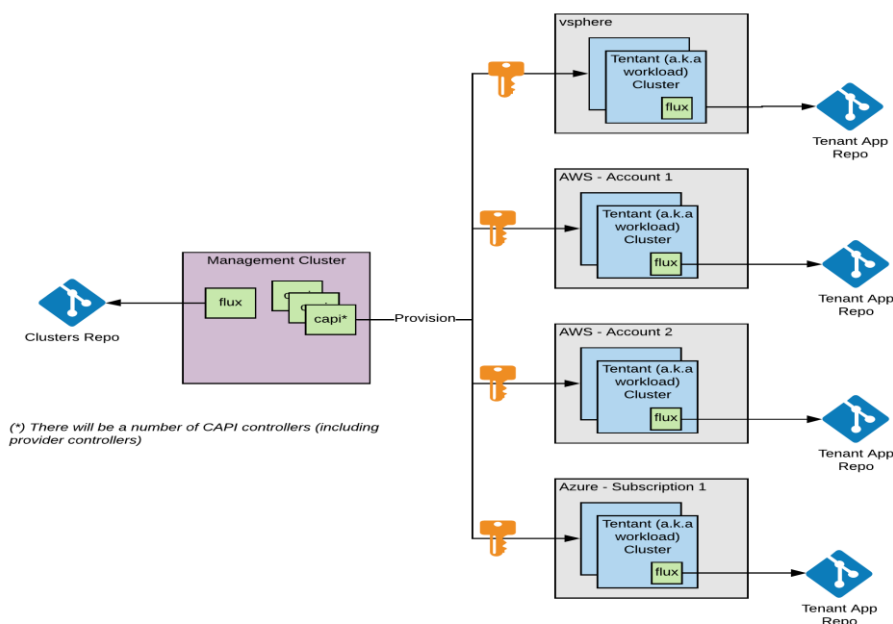 vsphere
Tentant (a.k.a
workload)
Cluster
flux
Tenant App
Repo
AWS - Account 1
Tentant (a.k.a
workload)
Cluster
flux
Tenant App
Repo
Management Cluster
flux
capi*
Provision
Clusters Repo
AWS - Account 2
Tentant (a.k.a
workload)
Cluster
flux
Tenant App
Repo
(*) There will be a number of CAPI controllers (including
provider controllers)
Azure - Subscription 1
Tentant (a.k.a
workload)
Cluster
flux
Tenant App
Repo